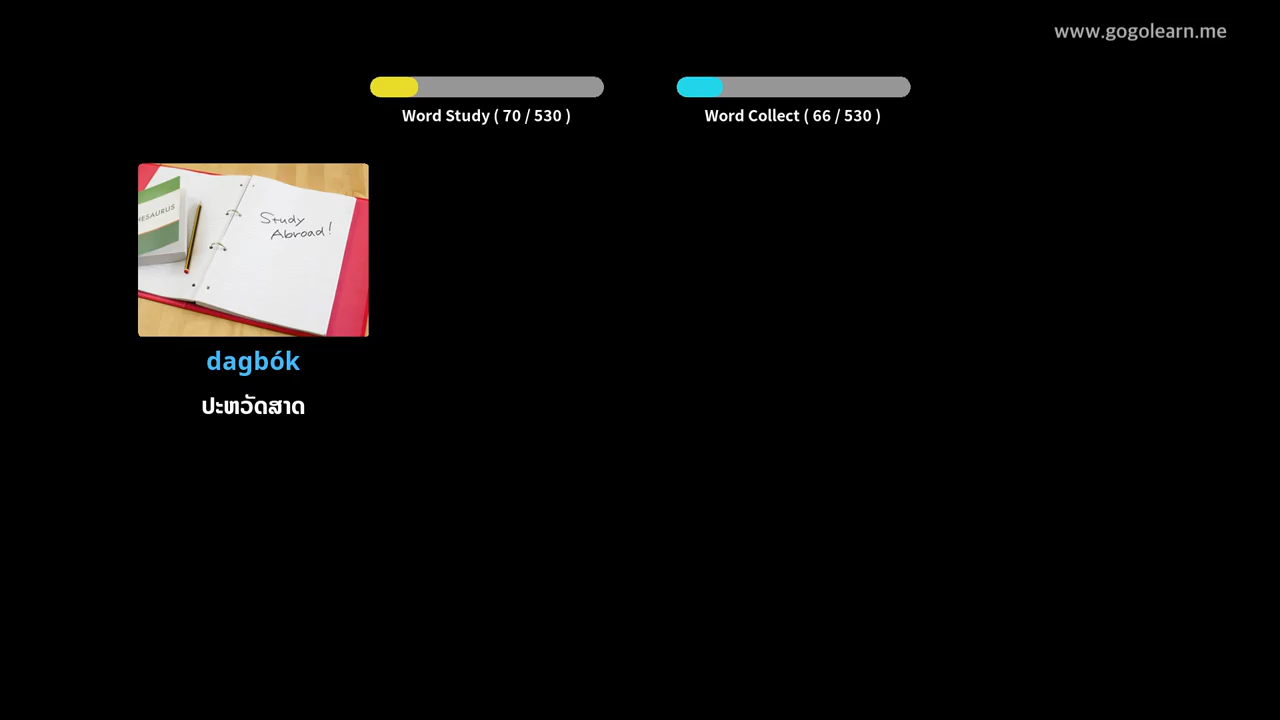 www.gogolearn.me
Word Study ( 70 / 530 )
Word Collect ( 66 / 530 )
HESAURUS
Study
Abroad!
dagbók
ປະຫວັດສາດ